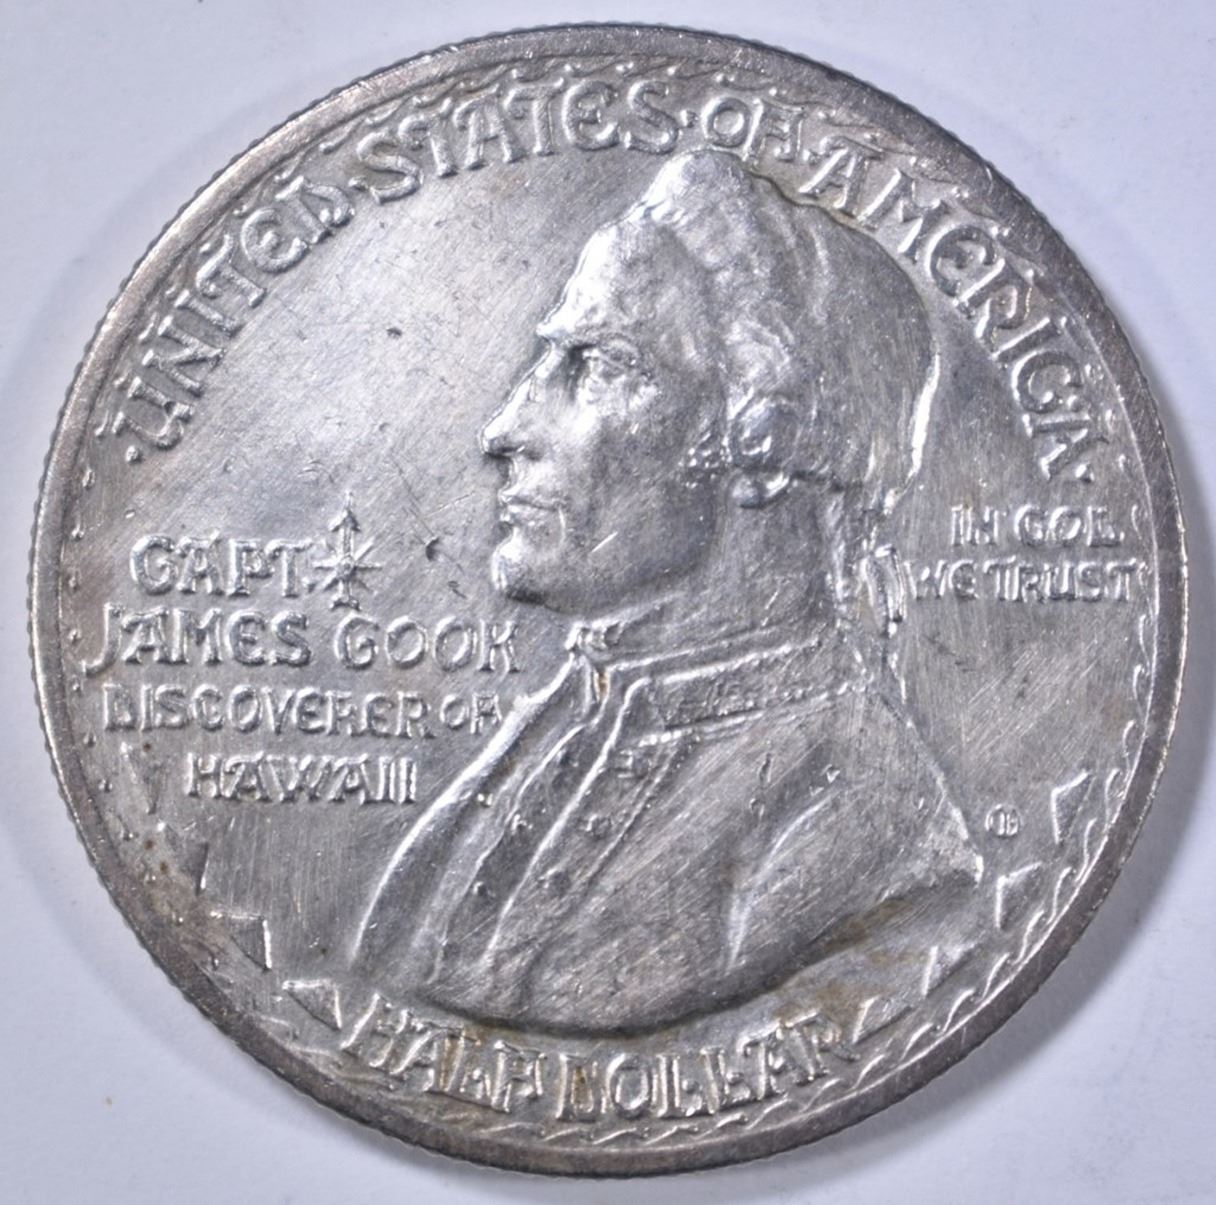 ·UNITED·STATES·OF·AMERICA·
IN GOD
WE TRUST
CAPT.
JAMES COOK
DISCOVERER OF
HAWAII
HALF DOLLAR